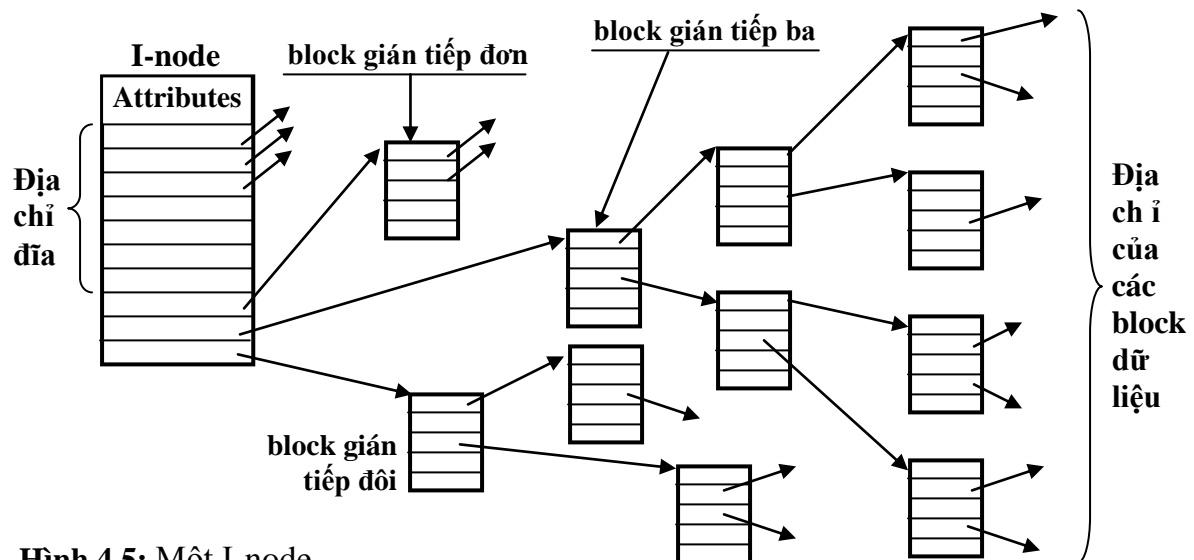 I-node
Attributes
Địa
chỉ
đĩa
block gián tiếp đơn
block gián tiếp ba
block gián
tiếp đôi
Địa
ch ỉ
của
các
block
dữ
liệu
Hình 4.5: Một I-node